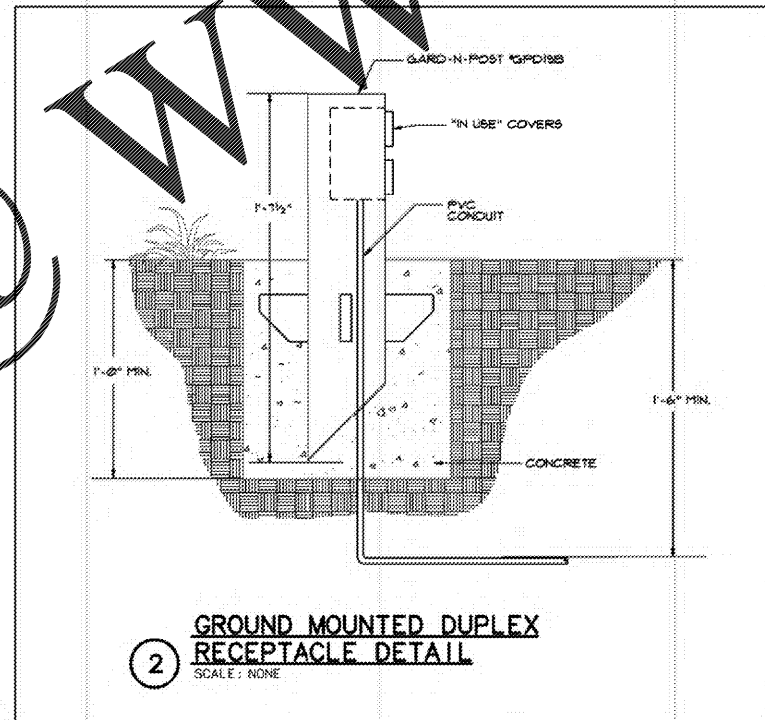 GARD-N-POST #GPD19B
"IN USE" COVERS
1'-7½"
PVC
CONDUIT
1'-0" MIN.
1'-6" MIN.
CONCRETE
2
GROUND MOUNTED DUPLEX
RECEPTACLE DETAIL
SCALE: NONE